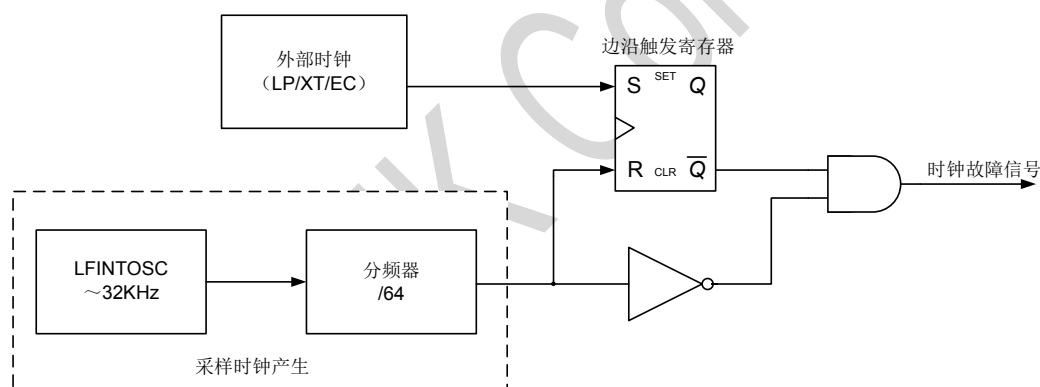 外部时钟
（LP/XT/EC）
边沿触发寄存器
S SET Q
R CLR Q
时钟故障信号
LFINTOSC
～32KHz
分频器
/64
采样时钟产生